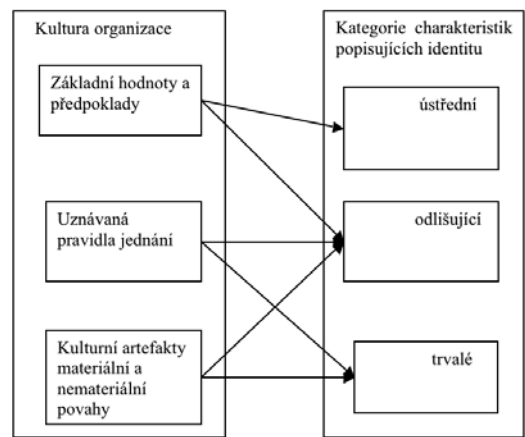 Kultura organizace
Základní hodnoty a
předpoklady
Uznávaná
pravidla jednání
Kulturní artefakty
materiální a
nemateriální
povahy
Kategorie charakteristik
popisujících identitu
ústřední
odlišující
trvalé